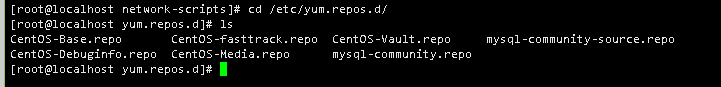 [root@localhost network-scripts]# cd /etc/yum.repos.d/
[root@localhost yum.repos.d]# ls
CentOS-Base.repo       CentOS-Fasttrack.repo  CentOS-Vault.repo     mysql-community-source.repo
CentOS-Debuginfo.repo  CentOS-Media.repo      mysql-community.repo
[root@localhost yum.repos.d]#